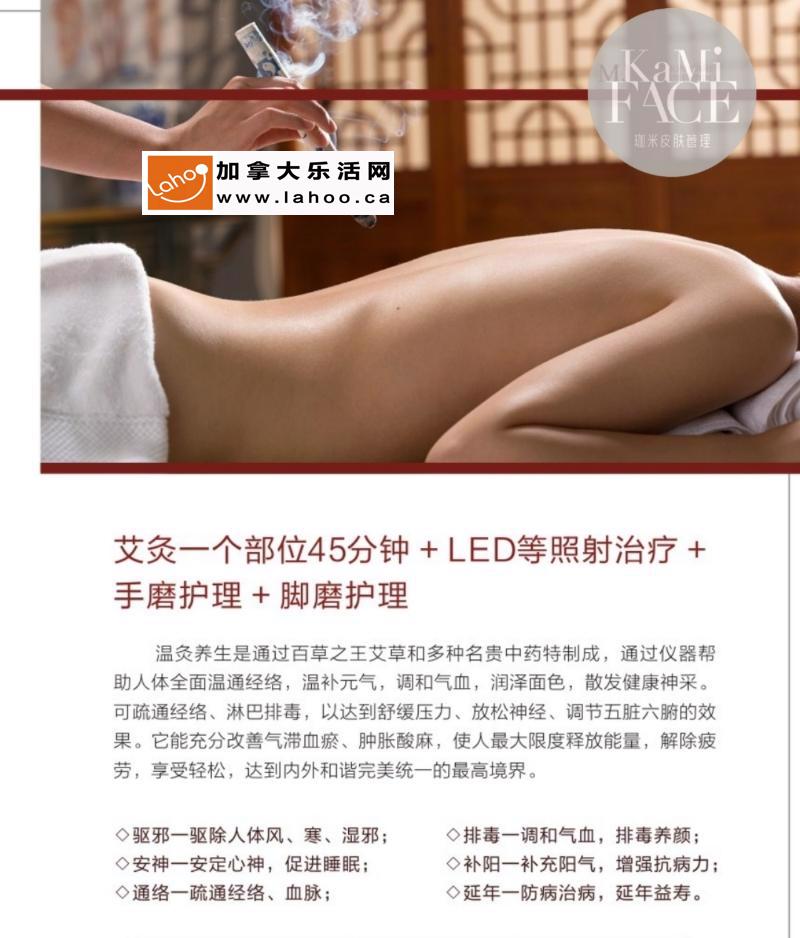 KaMi
FACE
珈米皮肤管理
Lahoo
加拿大乐活网
www.lahoo.ca
艾灸一个部位45分钟 + LED等照射治疗 +
手磨护理 + 脚磨护理
温灸养生是通过百草之王艾草和多种名贵中药特制成，通过仪器帮
助人体全面温通经络，温补元气，调和气血，润泽面色，散发健康神采。
可疏通经络、淋巴排毒，以达到舒缓压力、放松神经、调节五脏六腑的效
果。它能充分改善气滞血瘀、肿胀酸麻，使人最大限度释放能量，解除疲
劳，享受轻松，达到内外和谐完美统一的最高境界。
◇驱邪一驱除人体风、寒、湿邪；
◇安神一安定心神，促进睡眠；
◇通络一疏通经络、血脉；
◇排毒一调和气血，排毒养颜；
◇补阳一补充阳气，增强抗病力；
◇延年一防病治病，延年益寿。